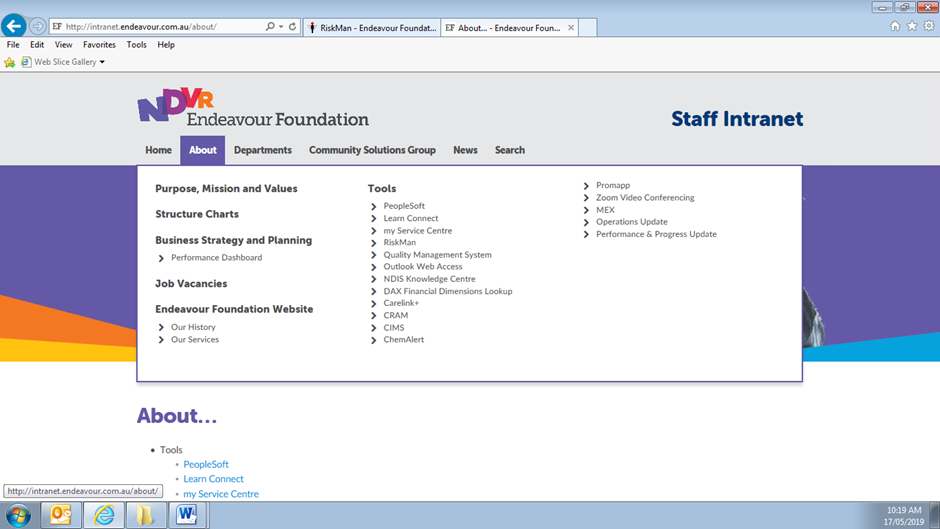 http://intranet.endeavour.com.au/about/
RiskMan - Endeavour Foundat...
EF About... - Endeavour Foun...
File Edit View Favorites Tools Help
Web Slice Gallery
NDVR
Endeavour Foundation
Staff Intranet
Home About Departments Community Solutions Group News Search
Purpose, Mission and Values
Structure Charts
Business Strategy and Planning
Performance Dashboard
Job Vacancies
Endeavour Foundation Website
Our History
Our Services
Tools
PeopleSoft
Learn Connect
my Service Centre
RiskMan
Quality Management System
Outlook Web Access
NDIS Knowledge Centre
DAX Financial Dimensions Lookup
Carelink+
CRAM
CIMS
ChemAlert
Promapp
Zoom Video Conferencing
MEX
Operations Update
Performance & Progress Update
About...
Tools
PeopleSoft
Learn Connect
my Service Centre
http://intranet.endeavour.com.au/about/
10:19 AM
17/05/2019